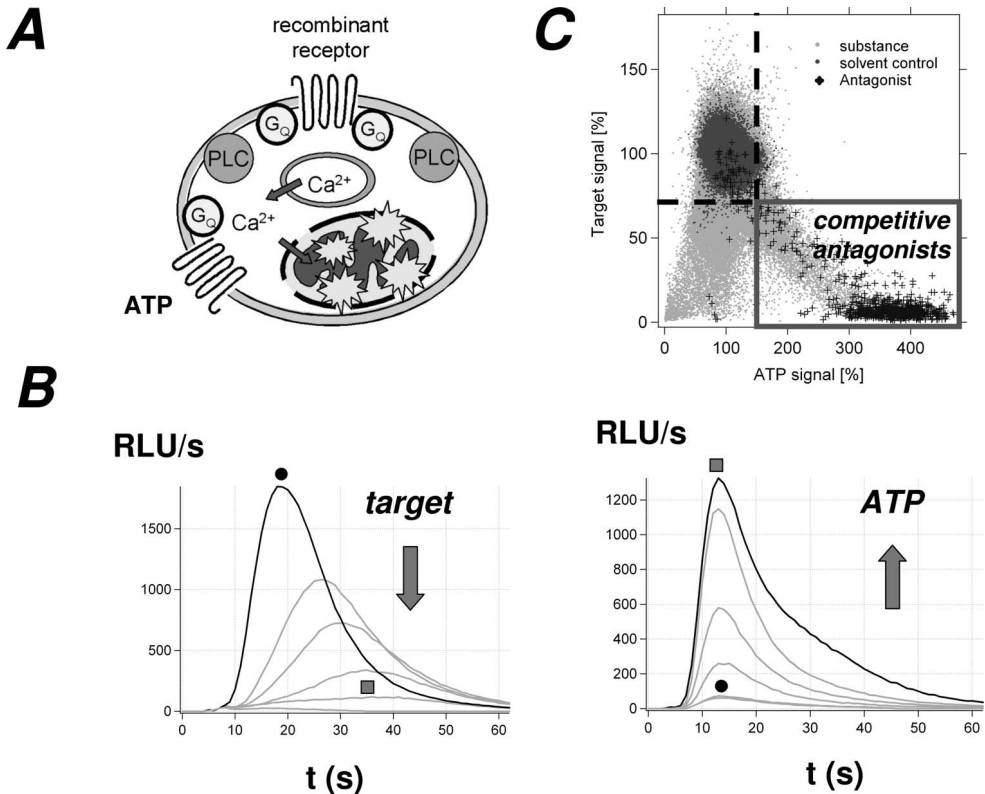 A
recombinant
receptor
GQ
GQ
PLC
PLC
Ca2+
GQ
Ca2+
ATP
C
Target signal [%]
150
100
50
0
substance
solvent control
Antagonist
competitive
antagonists
0
100
200
300
400
ATP signal [%]
B
RLU/s
target
1500
1000
500
0
0
10
20
30
40
50
60
t (s)
RLU/s
ATP
1200
1000
800
600
400
200
0
0
10
20
30
40
50
60
t (s)